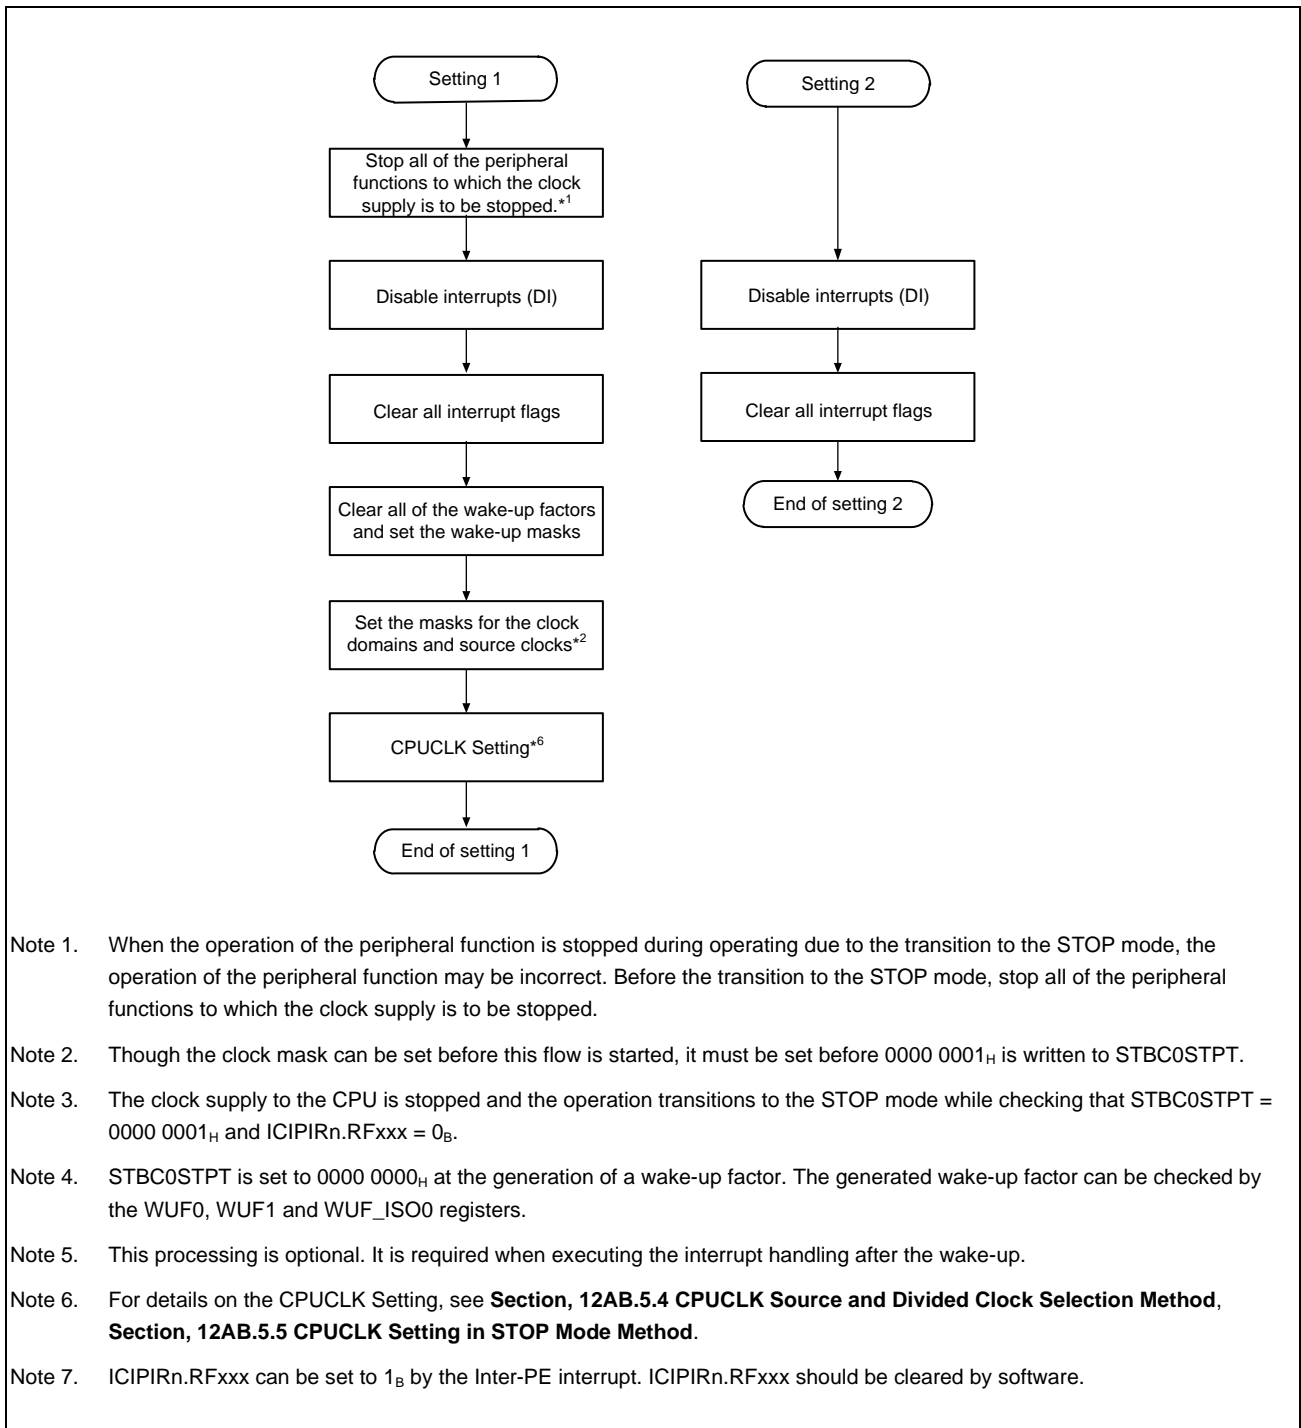 Setting 1
Stop all of the peripheral
functions to which the clock
supply is to be stopped.*1
Disable interrupts (DI)
Clear all interrupt flags
Clear all of the wake-up factors
and set the wake-up masks
Set the masks for the clock
domains and source clocks*2
CPUCLK Setting*6
End of setting 1
Setting 2
Disable interrupts (DI)
Clear all interrupt flags
End of setting 2
Note 1. When the operation of the peripheral function is stopped during operating due to the transition to the STOP mode, the
operation of the peripheral function may be incorrect. Before the transition to the STOP mode, stop all of the peripheral
functions to which the clock supply is to be stopped.
Note 2. Though the clock mask can be set before this flow is started, it must be set before 0000 0001H is written to STBC0STPT.
Note 3. The clock supply to the CPU is stopped and the operation transitions to the STOP mode while checking that STBC0STPT =
0000 0001H and ICIPIRn.RFxxx = 0B.
Note 4. STBC0STPT is set to 0000 0000H at the generation of a wake-up factor. The generated wake-up factor can be checked by
the WUF0, WUF1 and WUF_ISO0 registers.
Note 5. This processing is optional. It is required when executing the interrupt handling after the wake-up.
Note 6. For details on the CPUCLK Setting, see Section, 12AB.5.4 CPUCLK Source and Divided Clock Selection Method,
Section, 12AB.5.5 CPUCLK Setting in STOP Mode Method.
Note 7. ICIPIRn.RFxxx can be set to 1B by the Inter-PE interrupt. ICIPIRn.RFxxx should be cleared by software.